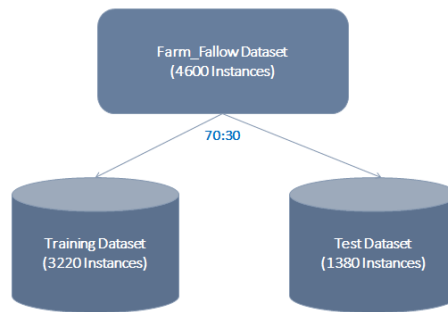 Farm_Fallow Dataset
(4600 Instances)
70:30
Training Dataset
(3220 Instances)
Test Dataset
(1380 Instances)